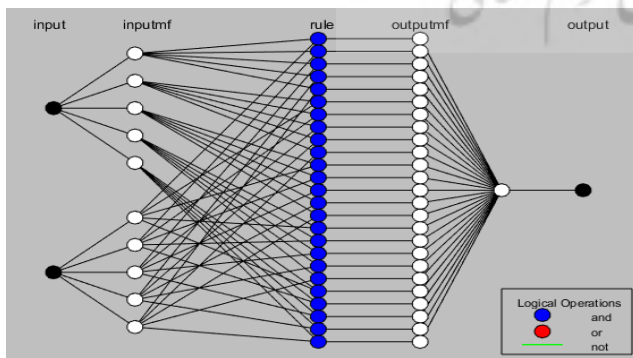 input inputmf rule outputmf output
Logical Operations
and
or
not